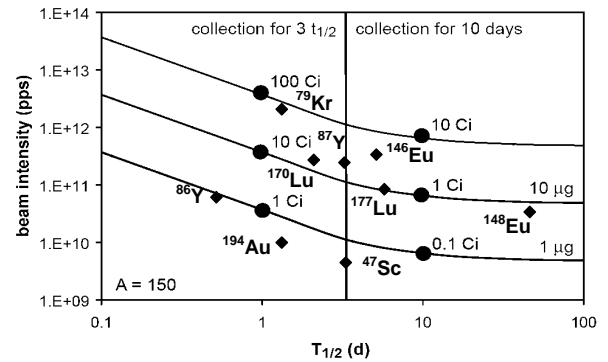 collection for 3 t1/2 collection for 10 days
1.E+14
1.E+13
1.E+12
1.E+11
1.E+10
1.E+09
beam intensity (pps)
100 Ci
79Kr
10 Ci
87Y
146Eu
10 Ci
170Lu
177Lu
1 Ci
10 µg
86Y
1 Ci
148Eu
194Au
47Sc
0.1 Ci
1 µg
A = 150
0.1 1 10 100
T1/2 (d)